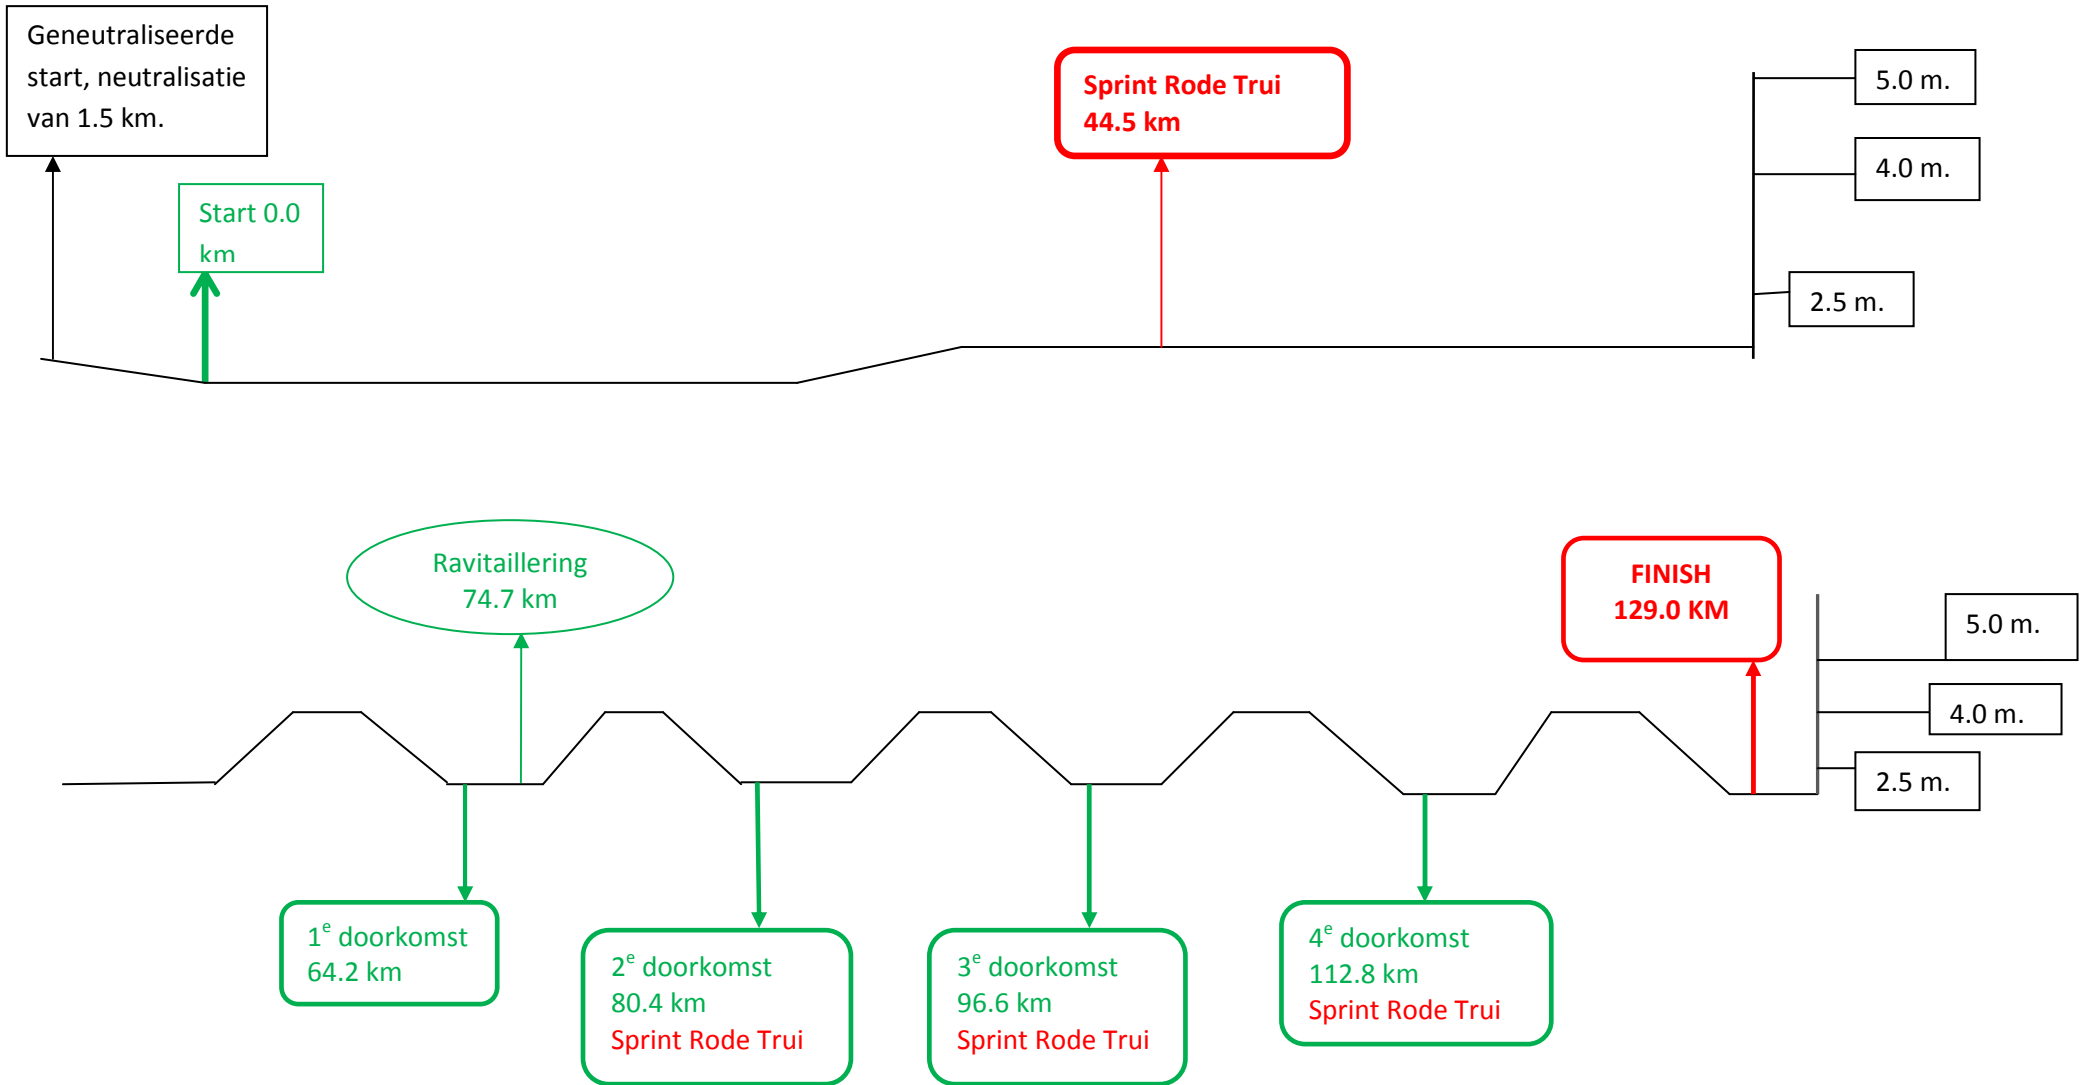 Geneutraliseerde
start, neutralisatie
van 1.5 km.
Start 0.0
km
Sprint Rode Trui
44.5 km
5.0 m.
4.0 m.
2.5 m.
Ravitaillering
74.7 km
FINISH
129.0 KM
5.0 m.
4.0 m.
2.5 m.
1e doorkomst
64.2 km
2e doorkomst
80.4 km
Sprint Rode Trui
3e doorkomst
96.6 km
Sprint Rode Trui
4e doorkomst
112.8 km
Sprint Rode Trui